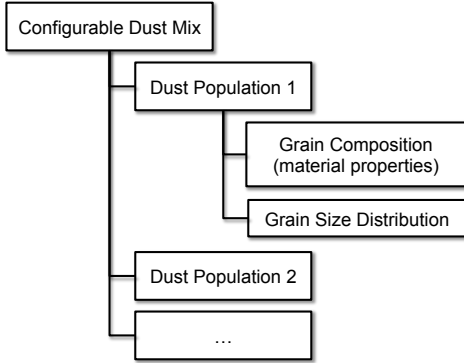 Configurable Dust Mix
Dust Population 1
Grain Composition
(material properties)
Grain Size Distribution
Dust Population 2
...